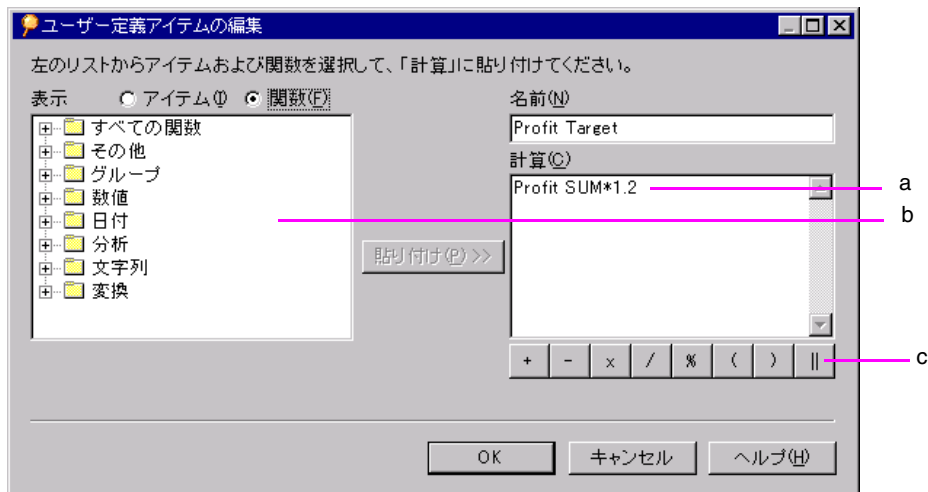 ユーザー定義アイテムの編集
左のリストからアイテムおよび関数を選択して、「計算」に貼り付けてください。
表示 アイテム(I) 関数(F)
すべての関数
その他
グループ
数値
日付
分析
文字列
変換
貼り付け(P) >>
名前(N)
Profit Target
計算(C)
Profit SUM*1.2
a
b
+ - x / % ( ) ||
c
OK キャンセル ヘルプ(H)